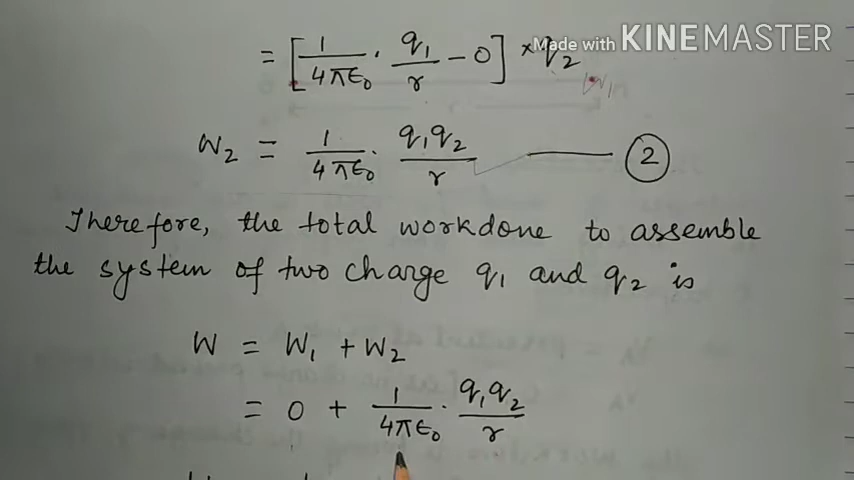 = [1/4πϵ₀ · q₁/r − 0] × q₂
Made with KINEMASTER
W₂ = 1/4πϵ₀ · q₁q₂/r —— ②
Therefore, the total workdone to assemble
the system of two charge q₁ and q₂ is
W = W₁ + W₂
= 0 + 1/4πϵ₀ · q₁q₂/r